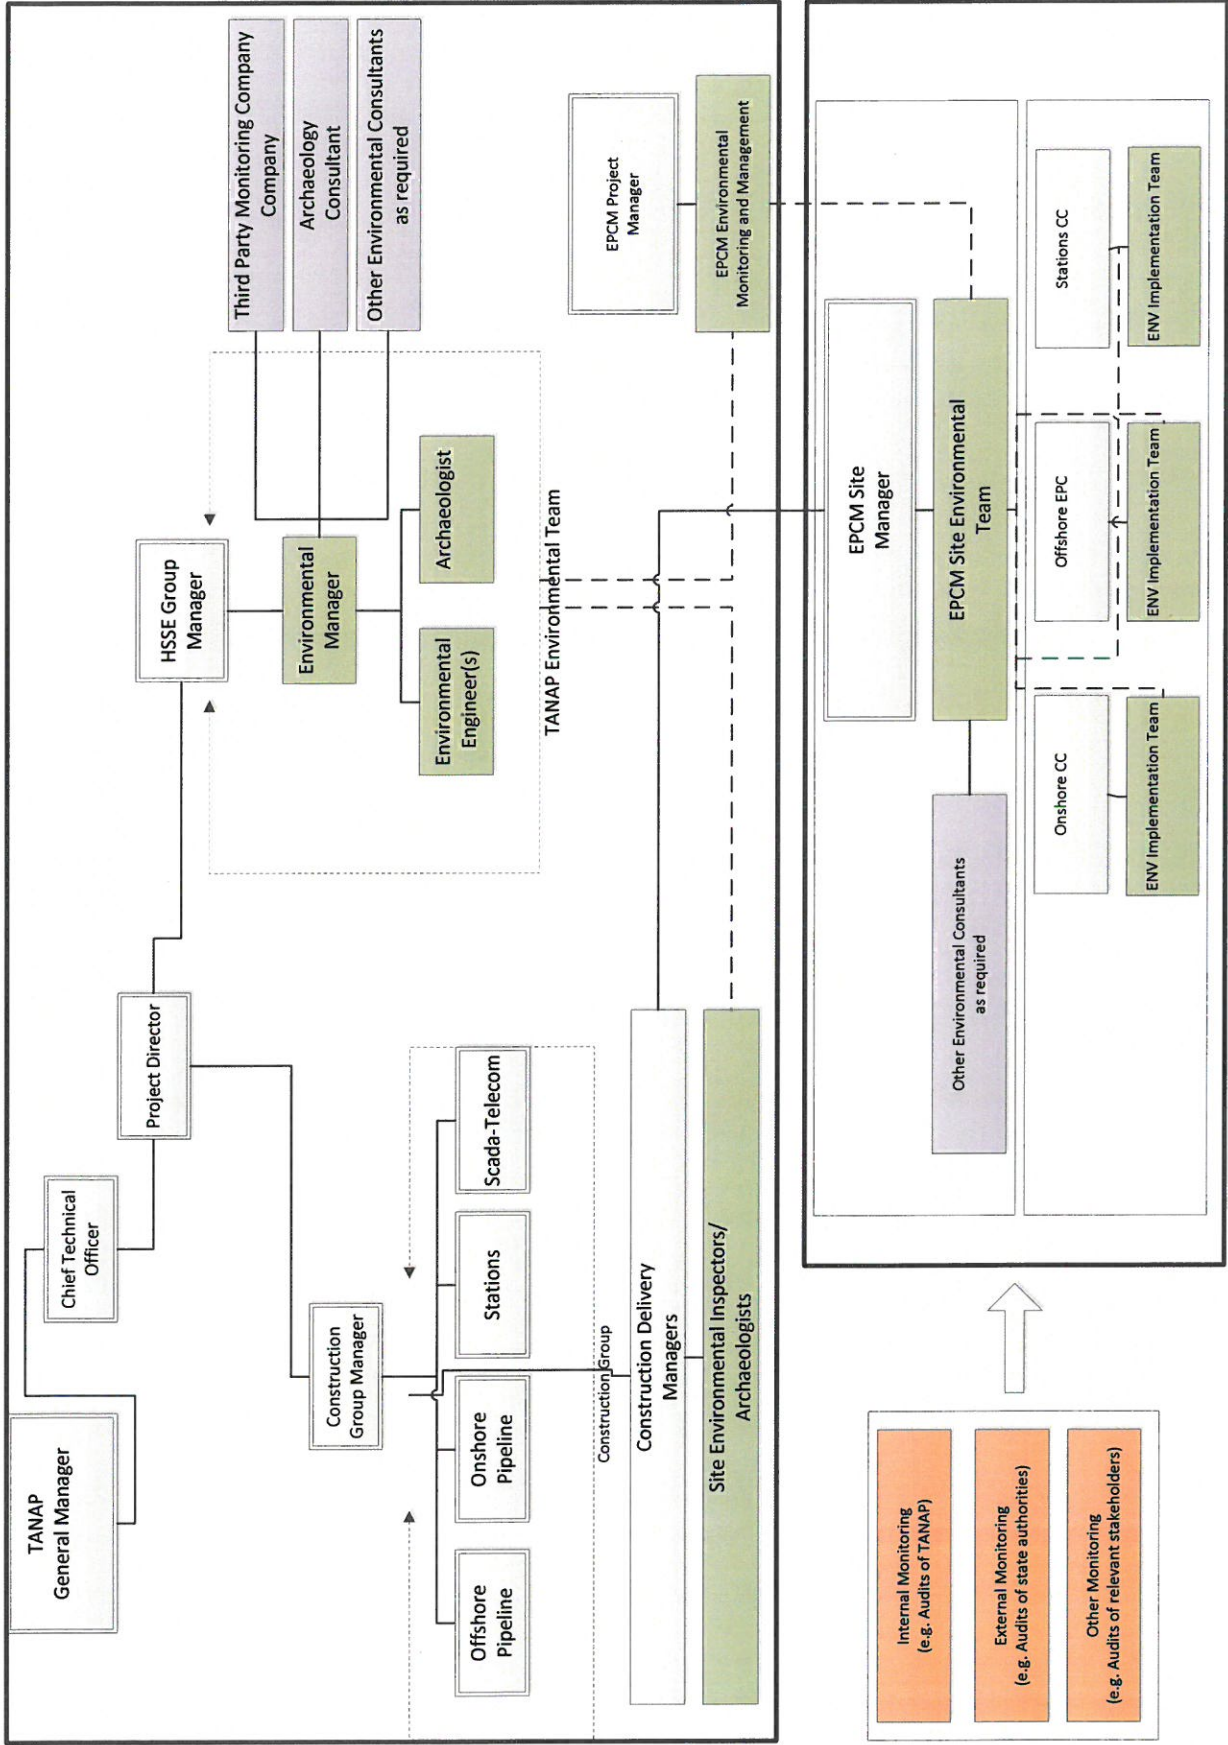 TANAP
General Manager
Chief Technical
Officer
Project Director
HSSE Group
Manager
Third Party Monitoring Company
Company
Archaeology
Consultant
Other Environmental Consultants
as required
Environmental
Manager
Environmental
Engineer(s)
Archaeologist
TANAP Environmental Team
Construction
Group Manager
Offshore
Pipeline
Onshore
Pipeline
Stations
Scada-Telecom
Construction Group
Construction Delivery
Managers
Site Environmental Inspectors/
Archaeologists
EPCM Project
Manager
EPCM Environmental
Monitoring and Management
EPCM Site
Manager
EPCM Site Environmental
Team
Other Environmental Consultants
as required
Onshore CC
ENV Implementation Team
Offshore EPC
ENV Implementation Team
Stations CC
ENV Implementation Team
Internal Monitoring
(e.g. Audits of TANAP)
External Monitoring
(e.g. Audits of state authorities)
Other Monitoring
(e.g. Audits of relevant stakeholders)